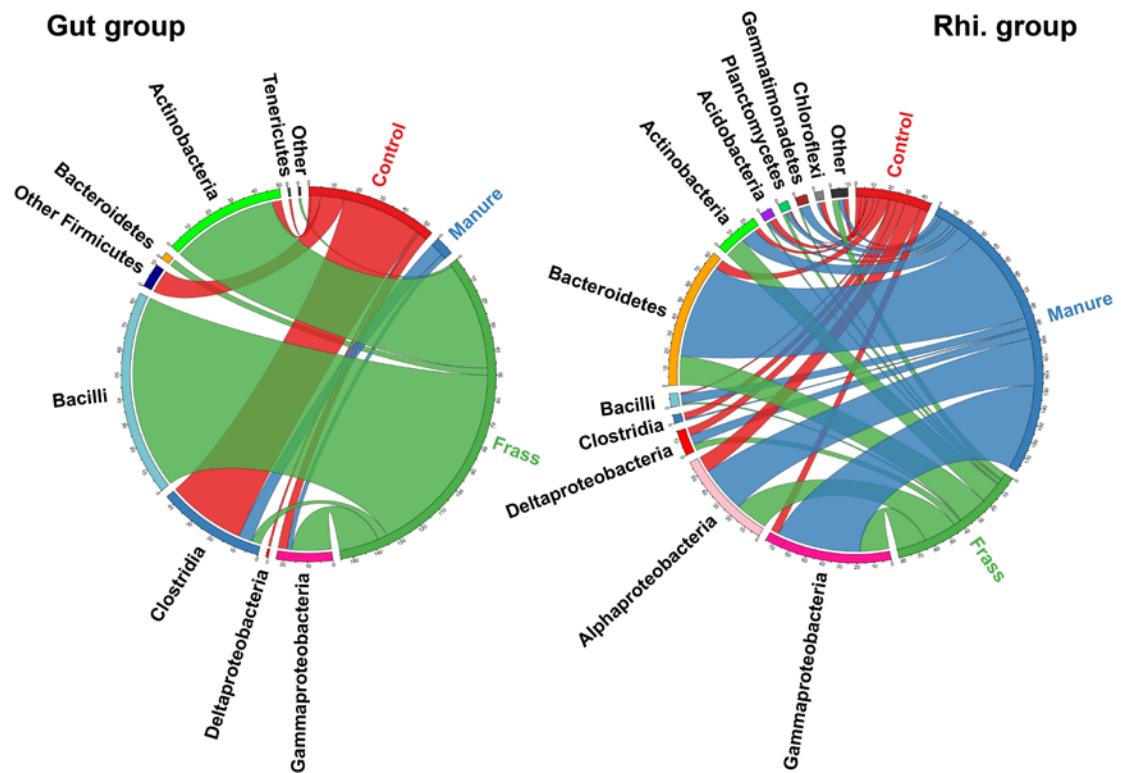 Gut group
Rhi. group
Actinobacteria
Tenericutes
Other
Control
Manure
Bacteroidetes
Other Firmicutes
Bacilli
Frass
Clostridia
Deltaproteobacteria
Gammaproteobacteria
Gemmatimonadetes
Planctomycetes
Acidobacteria
Chloroflexi
Other
Control
Actinobacteria
Bacteroidetes
Manure
Bacilli
Clostridia
Deltaproteobacteria
Alphaproteobacteria
Gammaproteobacteria
Frass